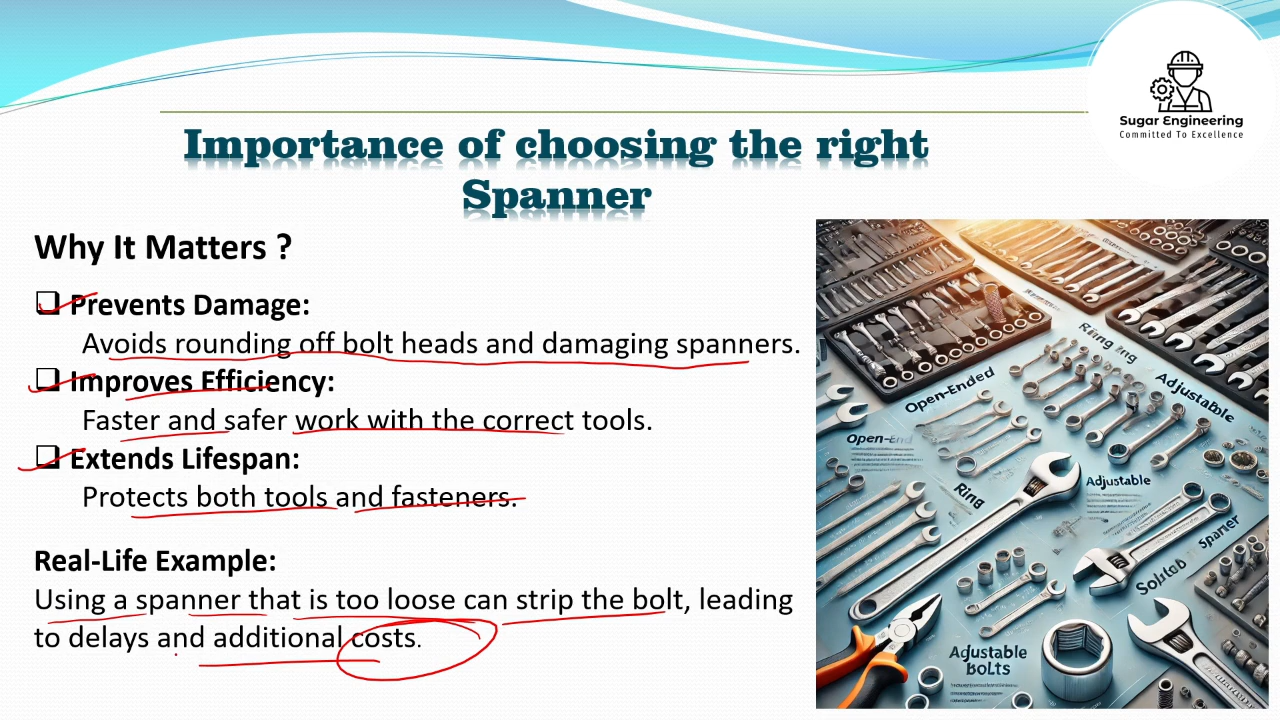 Sugar Engineering
Committed To Excellence
Importance of choosing the right
Spanner
Why It Matters ?
Prevents Damage:
Avoids rounding off bolt heads and damaging spanners.
Improves Efficiency:
Faster and safer work with the correct tools.
Extends Lifespan:
Protects both tools and fasteners.
Real-Life Example:
Using a spanner that is too loose can strip the bolt, leading
to delays and additional costs.
Ring ing
Open-Ended
Adjustable
Open-End
Ring
Adjustable
Spaner
Adjustable
bolts